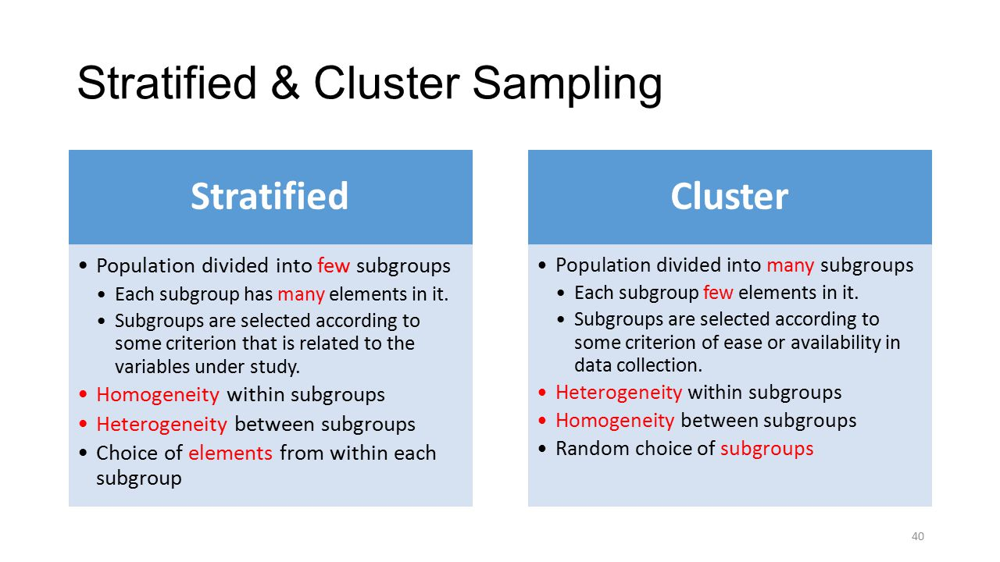 Stratified & Cluster Sampling
Stratified
• Population divided into few subgroups
• Each subgroup has many elements in it.
• Subgroups are selected according to
some criterion that is related to the
variables under study.
• Homogeneity within subgroups
• Heterogeneity between subgroups
• Choice of elements from within each
subgroup
Cluster
• Population divided into many subgroups
• Each subgroup few elements in it.
• Subgroups are selected according to
some criterion of ease or availability in
data collection.
• Heterogeneity within subgroups
• Homogeneity between subgroups
• Random choice of subgroups
40